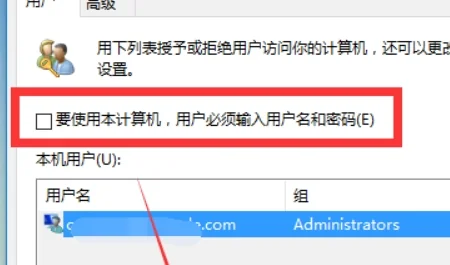 用户
高级
用下列表授予或拒绝用户访问你的计算机，还可以更改
设置。
要使用本计算机，用户必须输入用户名和密码(E)
本机用户(U):
用户名
组
.com
Administrators